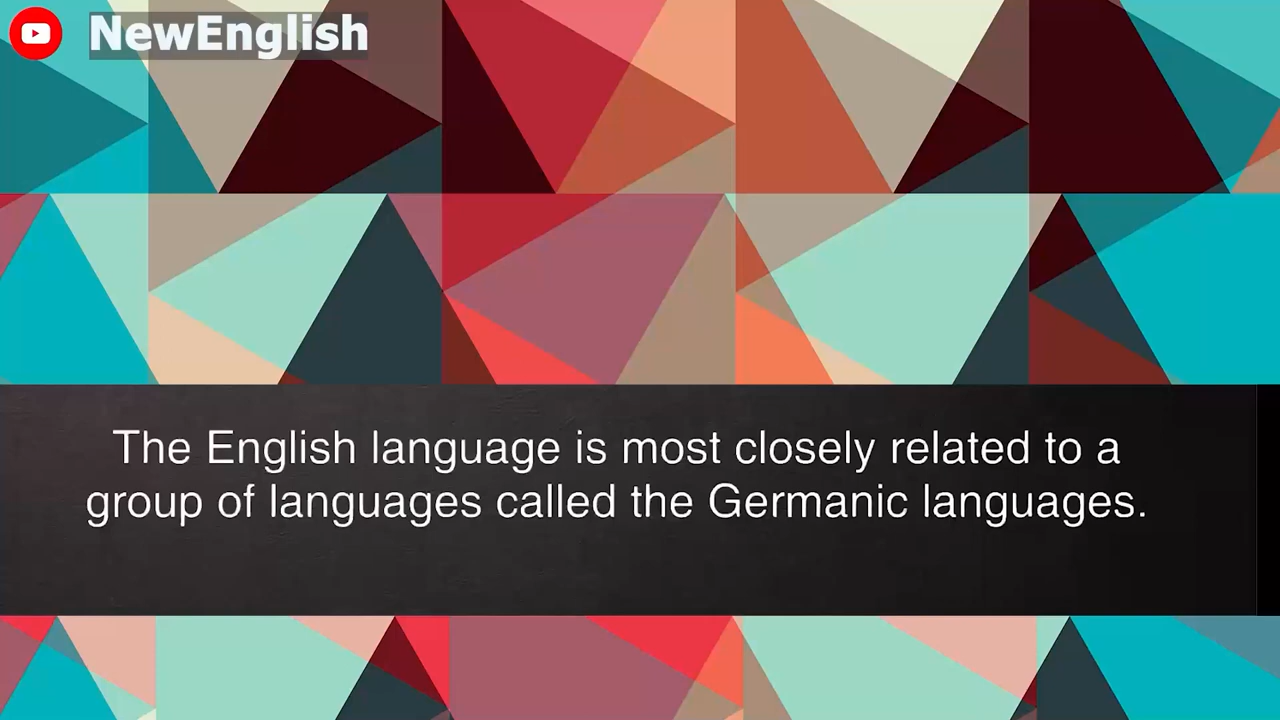 NewEnglish
The English language is most closely related to a
group of languages called the Germanic languages.